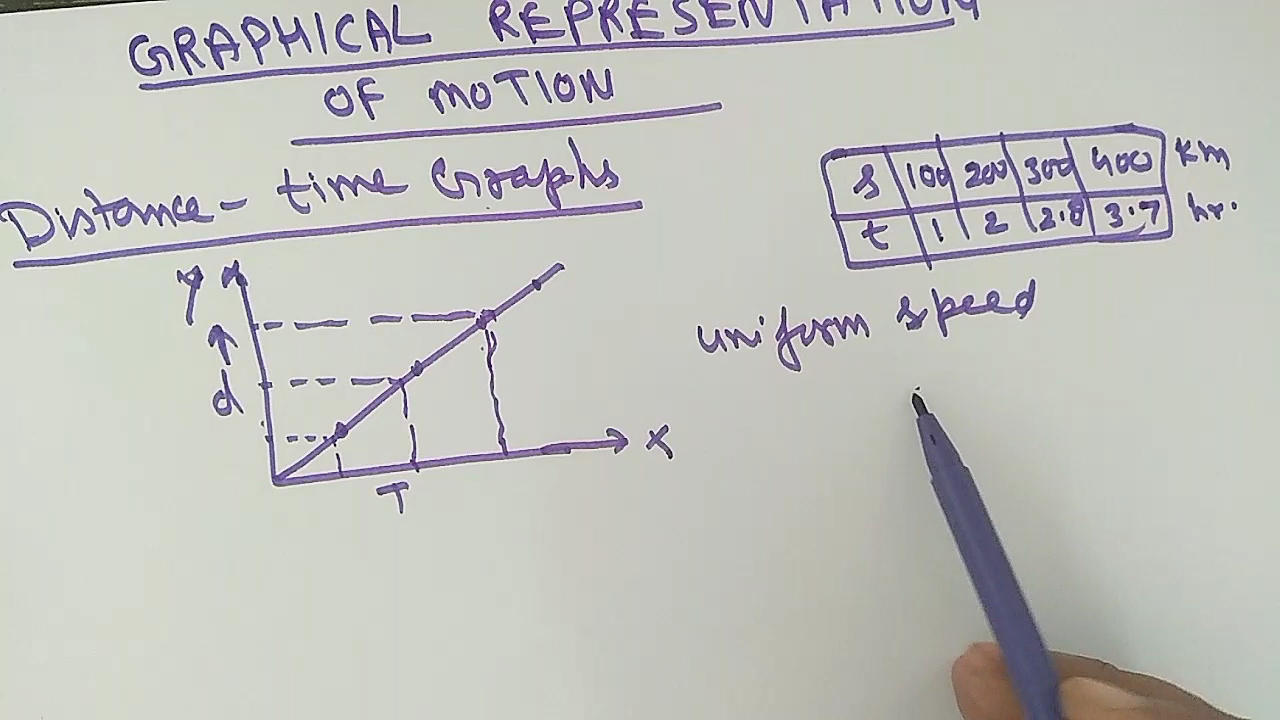 GRAPHICAL REPRESENTATION
OF MOTION
Distance - time Graphs
s 100 200 300 400 Km
t 1 2 2.8 3.7 hr.
uniform speed
Y
d
X
T